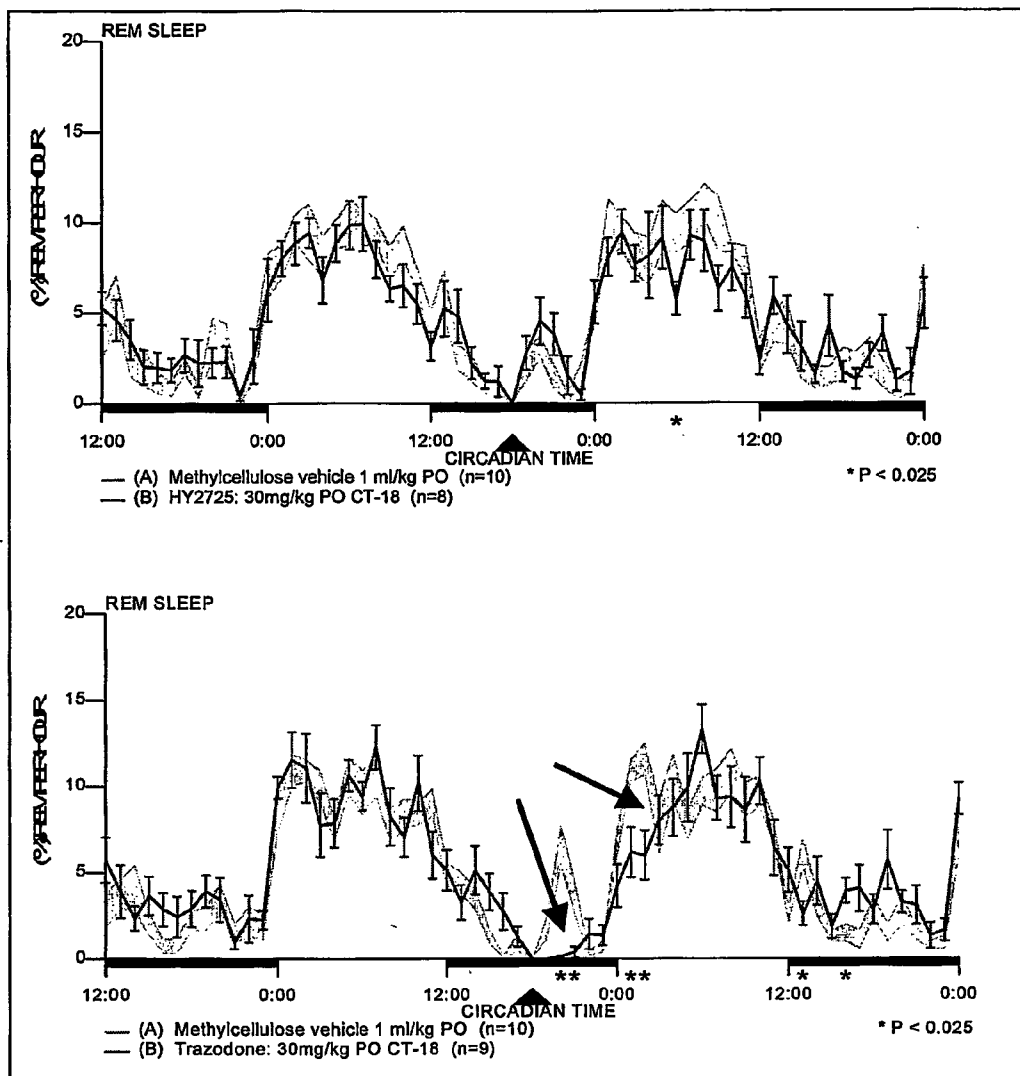 REM SLEEP
20
15
10
5
0
12:00 0:00 12:00 0:00 12:00 0:00
*
CIRCADIAN TIME
(A) Methylcellulose vehicle 1 ml/kg PO (n=10)
* P < 0.025
(B) HY2725: 30mg/kg PO CT-18 (n=8)
REM SLEEP
20
15
10
5
0
** ** * *
12:00 0:00 12:00 0:00 12:00 0:00
CIRCADIAN TIME
(A) Methylcellulose vehicle 1 ml/kg PO (n=10)
* P < 0.025
(B) Trazodone: 30mg/kg PO CT-18 (n=9)